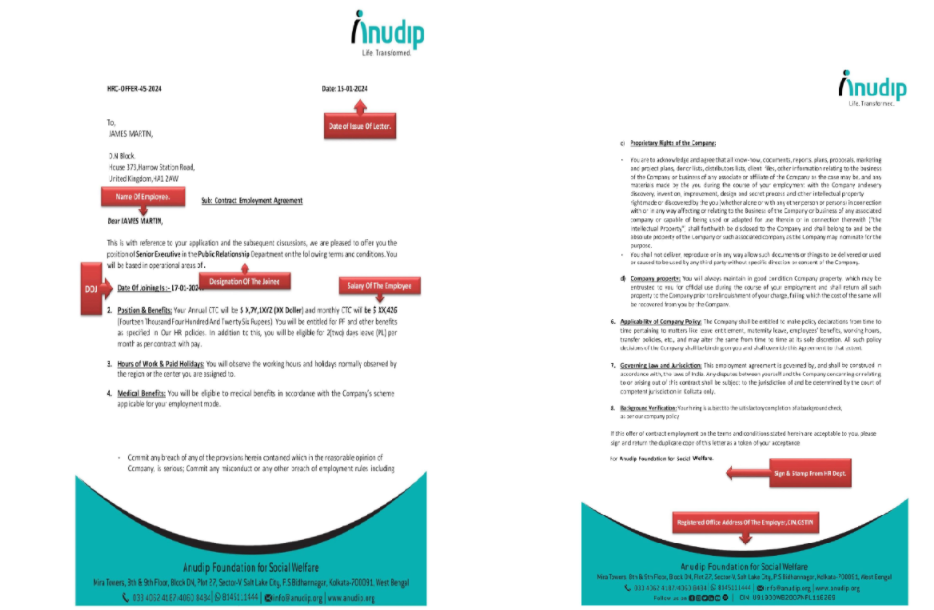 Anudip
Life. Transformed.
HRC-OFFER-45-2024
Date: 15-01-2024
Date of Issue Of Letter.
To,
JAMES MARTIN,
D.N Block.
House 371,Harrow Station Road,
United Kingdom,HA1 2AW
Name Of Employee.
Sub: Contract Employment Agreement
Dear JAMES MARTIN,
This is with reference to your application and the subsequent discussions, we are pleased to offer you the
position of Senior Executive in the Public Relationship Department on the following terms and conditions. You
will be based in operational areas of .
Designation Of The Joinee
Salary Of The Employee
DOJ
Date Of Joining Is :- 17-01-202
2. Position & Benefits: Your Annual CTC will be $ X,7Y,1XYZ (XX Doller) and monthly CTC will be $ 1X,426
(Fourteen Thousand Four Hundred And Twenty Six Rupees) You will be entitled for PF and other benefits
as specified in Our HR policies. In addition to this, you will be eligible for 2(two) days leave (PL) per
month as per contract with pay.
3. Hours of Work & Paid Holidays: You will observe the working hours and holidays normally observed by
the region or the center you are assigned to.
4. Medical Benefits: You will be eligible to medical benefits in accordance with the Company's scheme
applicable for your employment mode.
- Commit any breach of any of the provisions herein contained which in the reasonable opinion of
Company, is serious; Commit any misconduct or any other breach of employment rules including
Anudip Foundation for Social Welfare
Mira Towers, 8th & 9th Floor, Block DN, Plot 27, Sector-V Salt Lake City, P.S Bidhannagar, Kolkata-700091, West Bengal
033 4062 4187/4063 8434 | 8145111444 | info@anudip.org | www.anudip.org
Anudip
Life. Transformed.
c) Proprietary Rights of the Company:
- You are to acknowledge and agree that all know-how, documents, reports, plans, proposals, marketing
and project plans, donor lists, distributors lists, client files, other information relating to the business
of the Company or business of any associate or affiliate of the Company as the case may be, and any
materials made by the you during the course of your employment with the Company and every
discovery, invention, improvement, design and secret process and other intellectual property
right made or discovered by the you (whether alone or with any other person or persons) in connection
with or in any way affecting or relating to the Business of the Company or business of any associated
company or capable of being used or adapted for use therein or in connection therewith ("the
Intellectual Property" shall forthwith be disclosed to the Company and shall belong to and be the
absolute property of the Company or such associated company as the Company may nominate for the
purpose.
- You shall not deliver, reproduce or in any way allow such documents or things to be delivered or used
or caused to be used by any third party without specific direction or consent of the Company.
d) Company property: You will always maintain in good condition Company property, which may be
entrusted to you for official use during the course of your employment and shall return all such
property to the Company prior to relinquishment of your charge, failing which the cost of the same will
be recovered from you by the Company.
6. Applicability of Company Policy: The Company shall be entitled to make policy declarations from time to
time pertaining to matters like leave entitlement, maternity leave, employees' benefits, working hours,
transfer policies, etc., and may alter the same from time to time at its sole discretion. All such policy
decisions of the Company shall be binding on you and shall override this Agreement to that extent.
7. Governing Law and Jurisdiction: This employment agreement is governed by, and shall be construed in
accordance with, the laws of India. Any disputes between yourself and the Company concerning or relating
to or arising out of this contract shall be subject to the jurisdiction of and be determined by the court of
competent jurisdiction in Kolkata only.
8. Background Verification: Your hiring is subject to the satisfactory completion of a background check,
as per our company policy
If this offer of contract employment on the terms and conditions stated herein are acceptable to you, please
sign and return the duplicate copy of this letter as a token of your acceptance
For Anudip Foundation for Social Welfare.
Sign & Stamp From HR Dept.
Registered Office Address Of The Employer,CIN,GSTIN
Anudip Foundation for Social Welfare
Mira Towers, 8th & 9th Floor, Block DN, Plot 27, Sector-V, Salt Lake City, P.S Bidhannagar, Kolkata-700091, West Bengal
033 4062 4187/4063 8434 | 8145111444 | info@anudip.org | www.anudip.org
Follow us on